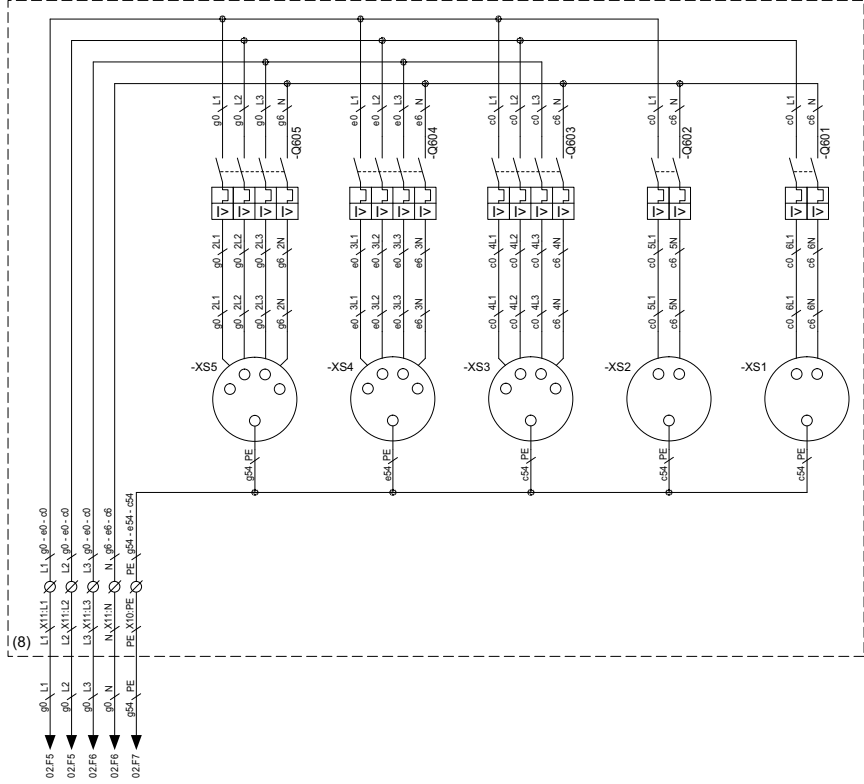 g0 L1
g0 L2
g0 L3
g6 N
-Q605
e0 L1
e0 L2
e0 L3
e6 N
-Q604
c0 L1
c0 L2
c0 L3
c6 N
-Q603
c0 L1
c6 N
-Q602
c0 L1
c6 N
-Q601
I> I> I> I>
I> I> I> I>
I> I> I> I>
I> I>
I> I>
g0 2L1
g0 2L2
g0 2L3
g6 2N
e0 3L1
e0 3L2
e0 3L3
e6 3N
c0 4L1
c0 4L2
c0 4L3
c6 4N
c0 5L1
c6 5N
c0 6L1
c6 6N
g0 2L1
g0 2L2
g0 2L3
g6 2N
e0 3L1
e0 3L2
e0 3L3
e6 3N
c0 4L1
c0 4L2
c0 4L3
c6 4N
c0 5L1
c6 5N
c0 6L1
c6 6N
-XS5
-XS4
-XS3
-XS2
-XS1
g54 PE
e54 PE
c54 PE
c54 PE
c54 PE
L1 g0 - e0 - c0
L2 g0 - e0 - c0
L3 g0 - e0 - c0
N g6 - e6 - c6
PE g54 - e54 - c54
L1 X11:L1
L2 X11:L2
L3 X11:L3
N X11:N
PE X10:PE
(8)
g0 L1
g0 L2
g0 L3
g0 N
g54 PE
02.F5
02.F5
02.F6
02.F6
02.F7